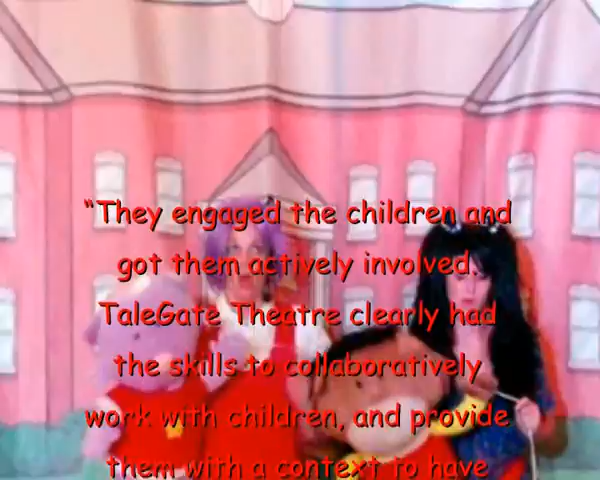 “They engaged the children and
got them actively involved.
TaleGate Theatre clearly had
the skills to collaboratively
work with children, and provide
them with a context to have